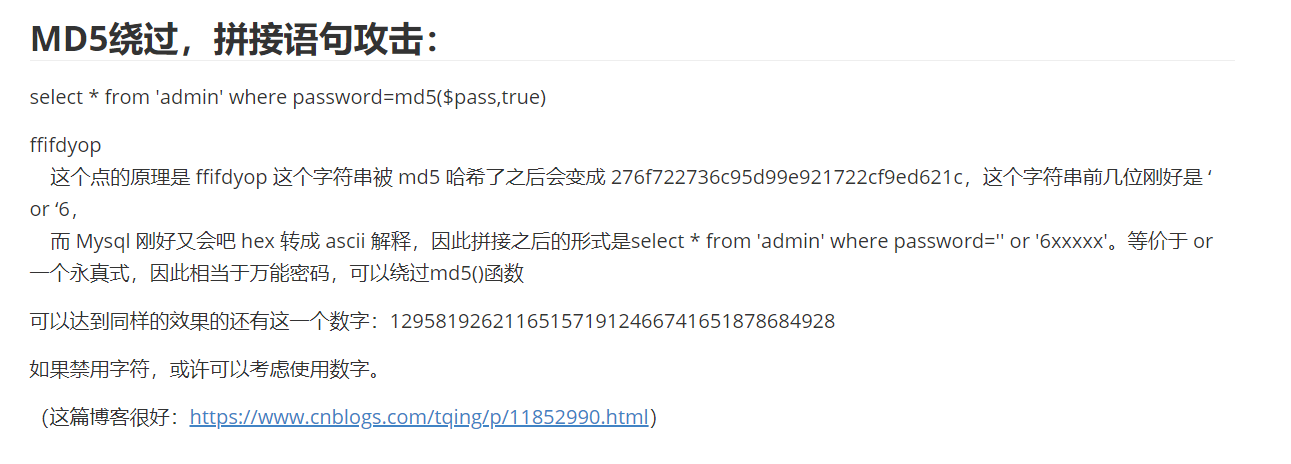 MD5绕过，拼接语句攻击：
select * from 'admin' where password=md5($pass,true)
ffifdyop
这个点的原理是 ffifdyop 这个字符串被 md5 哈希了之后会变成 276f722736c95d99e921722cf9ed621c，这个字符串前几位刚好是 ‘
or ‘6，
而 Mysql 刚好又会吧 hex 转成 ascii 解释，因此拼接之后的形式是select * from 'admin' where password='' or '6xxxxx'。等价于 or
一个永真式，因此相当于万能密码，可以绕过md5()函数
可以达到同样的效果的还有这一个数字：129581926211651571912466741651878684928
如果禁用字符，或许可以考虑使用数字。
（这篇博客很好：https://www.cnblogs.com/tqing/p/11852990.html）